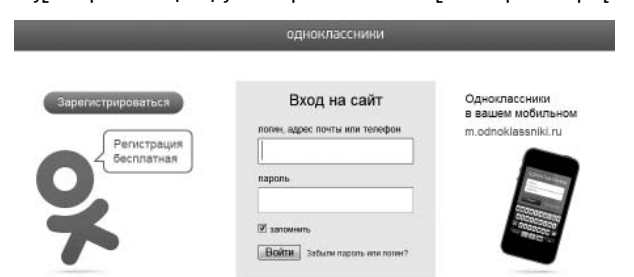 одноклассники
Зарегистрироваться
Регистрация
бесплатная
Вход на сайт
логин, адрес почты или телефон
пароль
запомнить
Войти Забыли пароль или логин?
Одноклассники
в вашем мобильном
m.odnoklassniki.ru